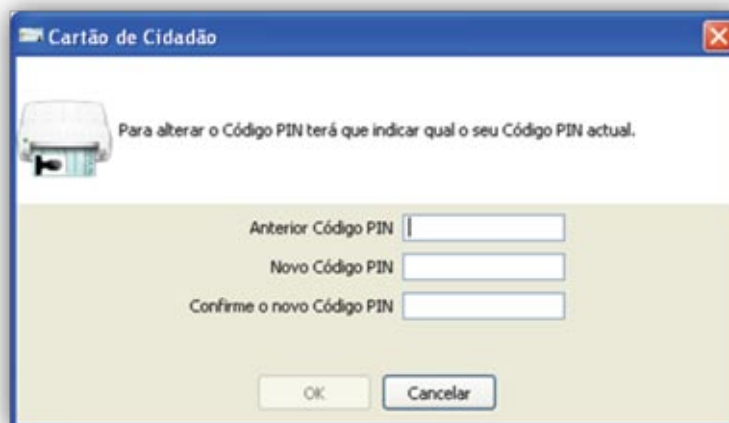 Cartão de Cidadão
Para alterar o Código PIN terá que indicar qual o seu Código PIN actual.
Anterior Código PIN
Novo Código PIN
Confirme o novo Código PIN
OK Cancelar